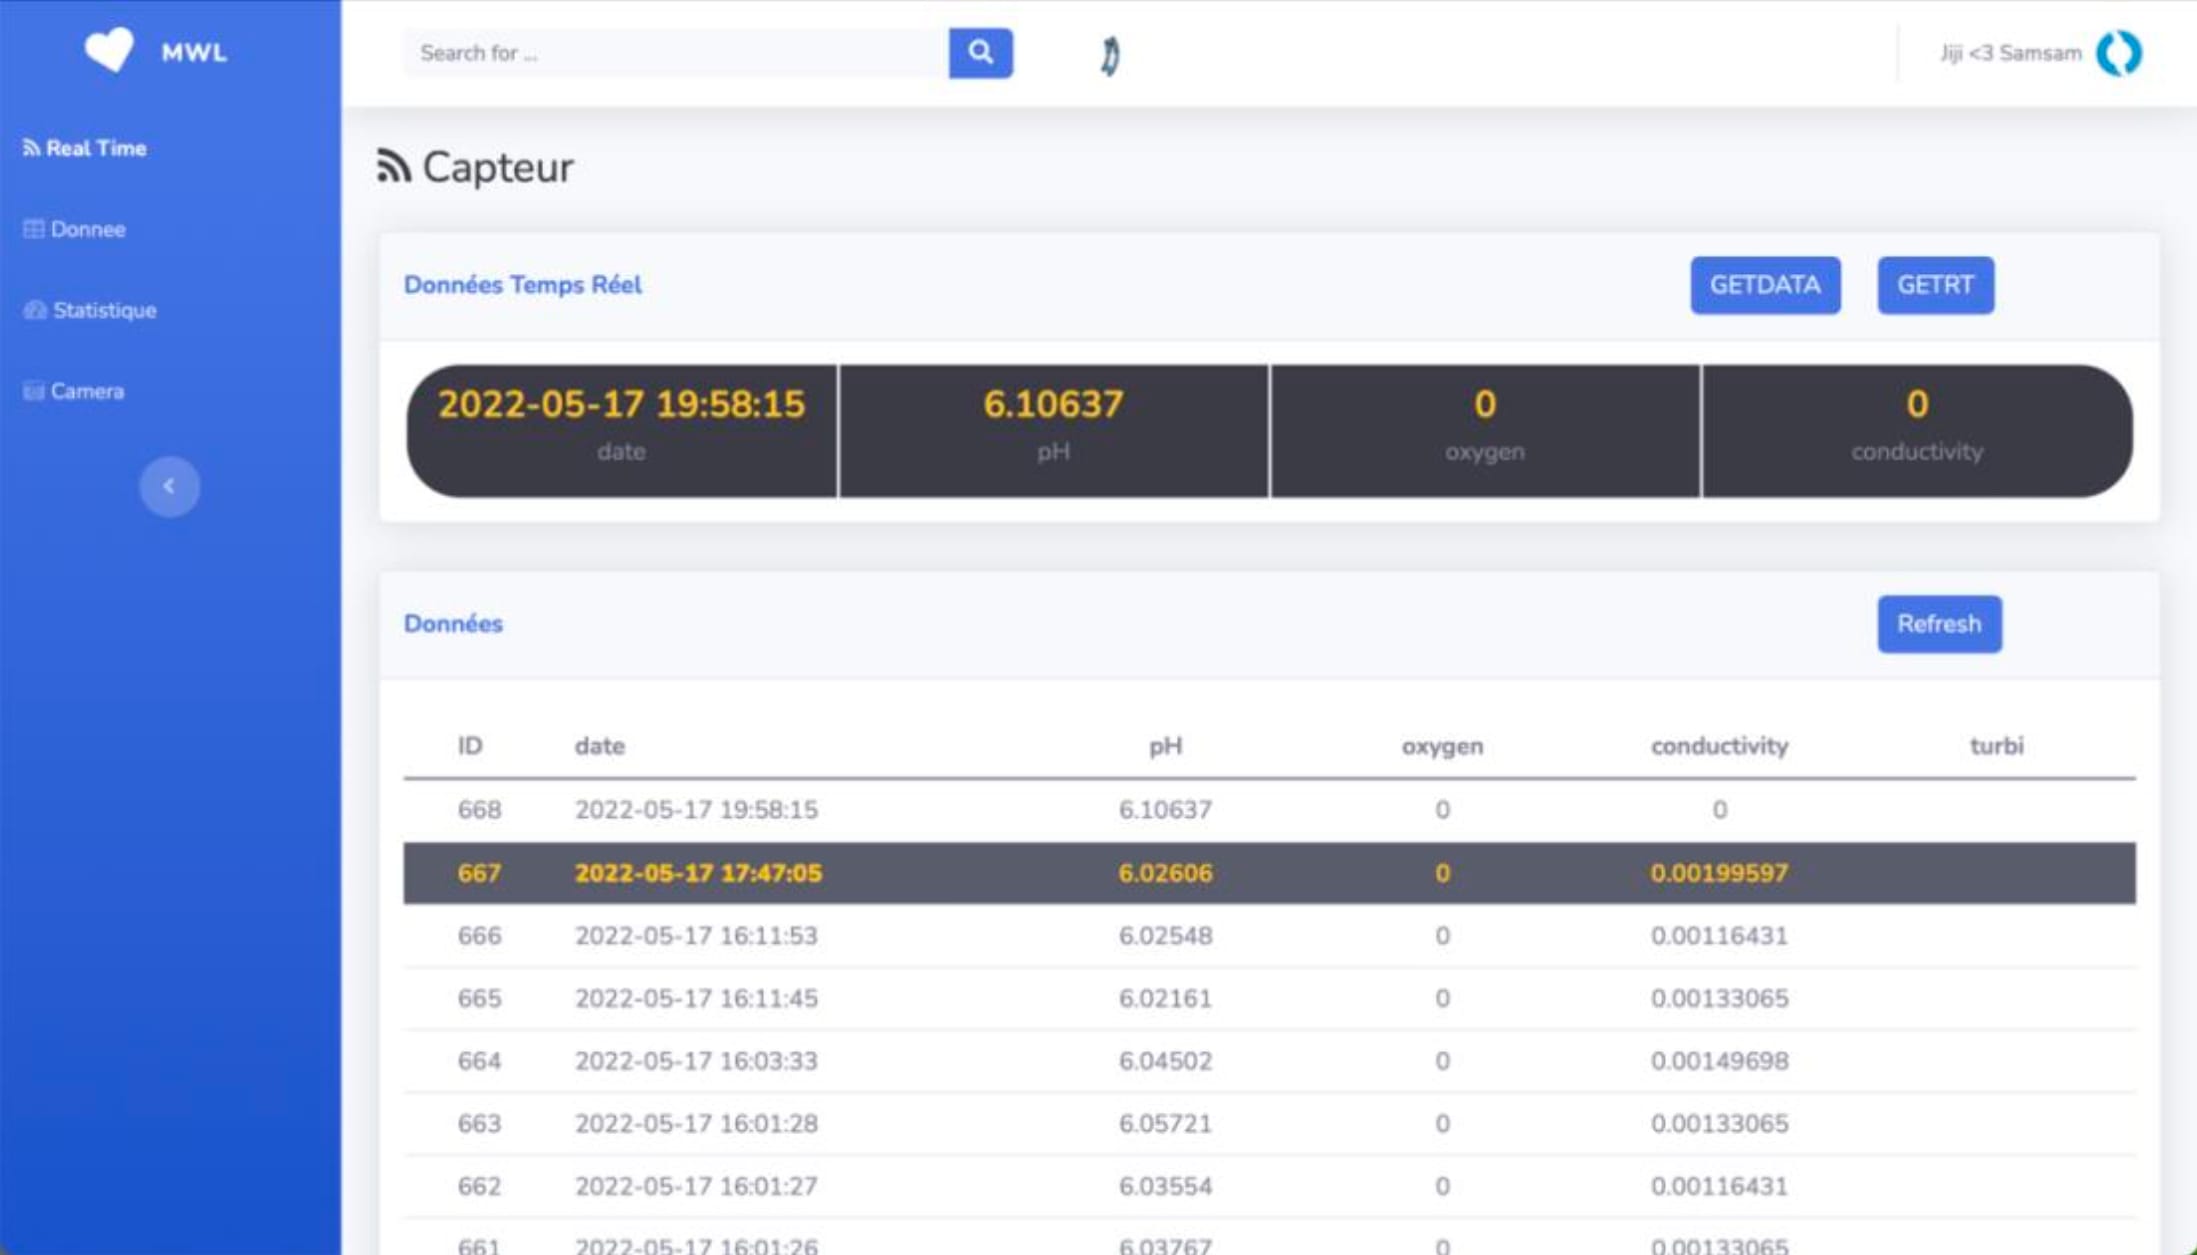 MWL
Search for ...
Jiji <3 Samsam
Real Time
Donnee
Statistique
Camera
Capteur
Données Temps Réel
GETDATA GETRT
2022-05-17 19:58:15 6.10637 0 0
date pH oxygen conductivity
Données
Refresh
ID date pH oxygen conductivity turbi
668 2022-05-17 19:58:15 6.10637 0 0
667 2022-05-17 17:47:05 6.02606 0 0.00199597
666 2022-05-17 16:11:53 6.02548 0 0.00116431
665 2022-05-17 16:11:45 6.02161 0 0.00133065
664 2022-05-17 16:03:33 6.04502 0 0.00149698
663 2022-05-17 16:01:28 6.05721 0 0.00133065
662 2022-05-17 16:01:27 6.03554 0 0.00116431
661 2022-05-17 16:01:26 6.03767 0 0.00133065